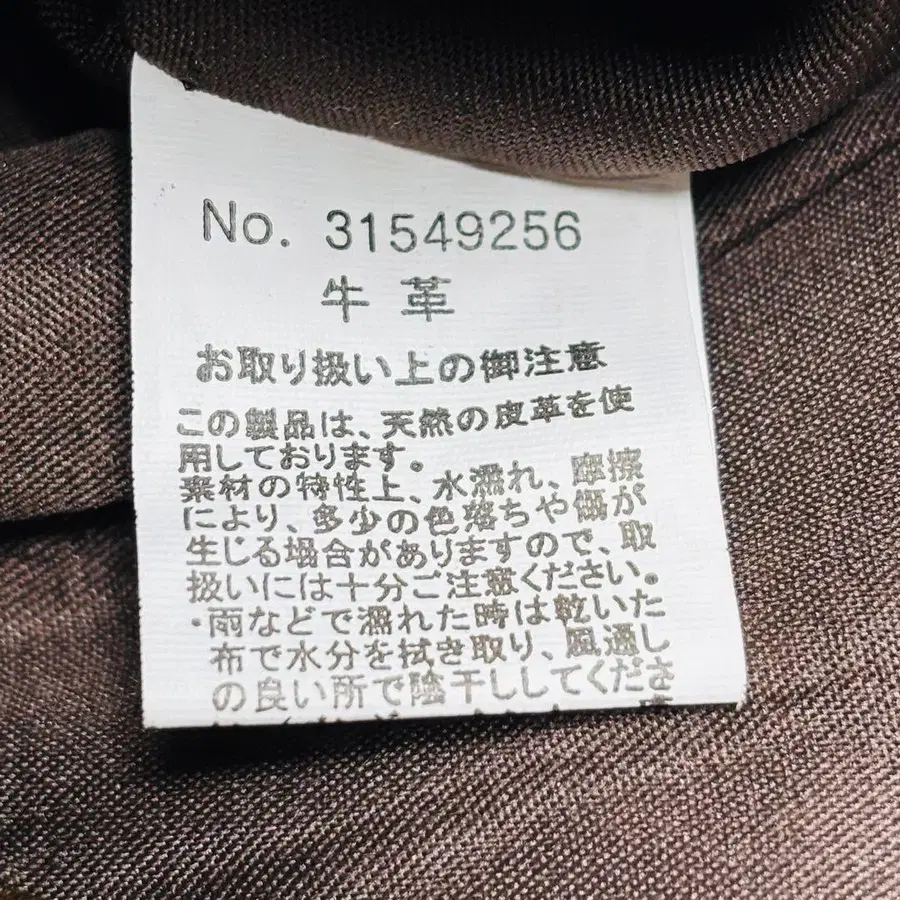 No. 31549256
牛革
お取り扱い上の御注意
この製品は、天然の皮革を使
用しております。
素材の特性上、水濡れ、摩擦
により、多少の色落ちや傷が
生じる場合がありますので、取
扱いには十分ご注意ください。
・雨などで濡れた時は乾いた
布で水分を拭き取り、風通し
の良い所で陰干ししてくださ